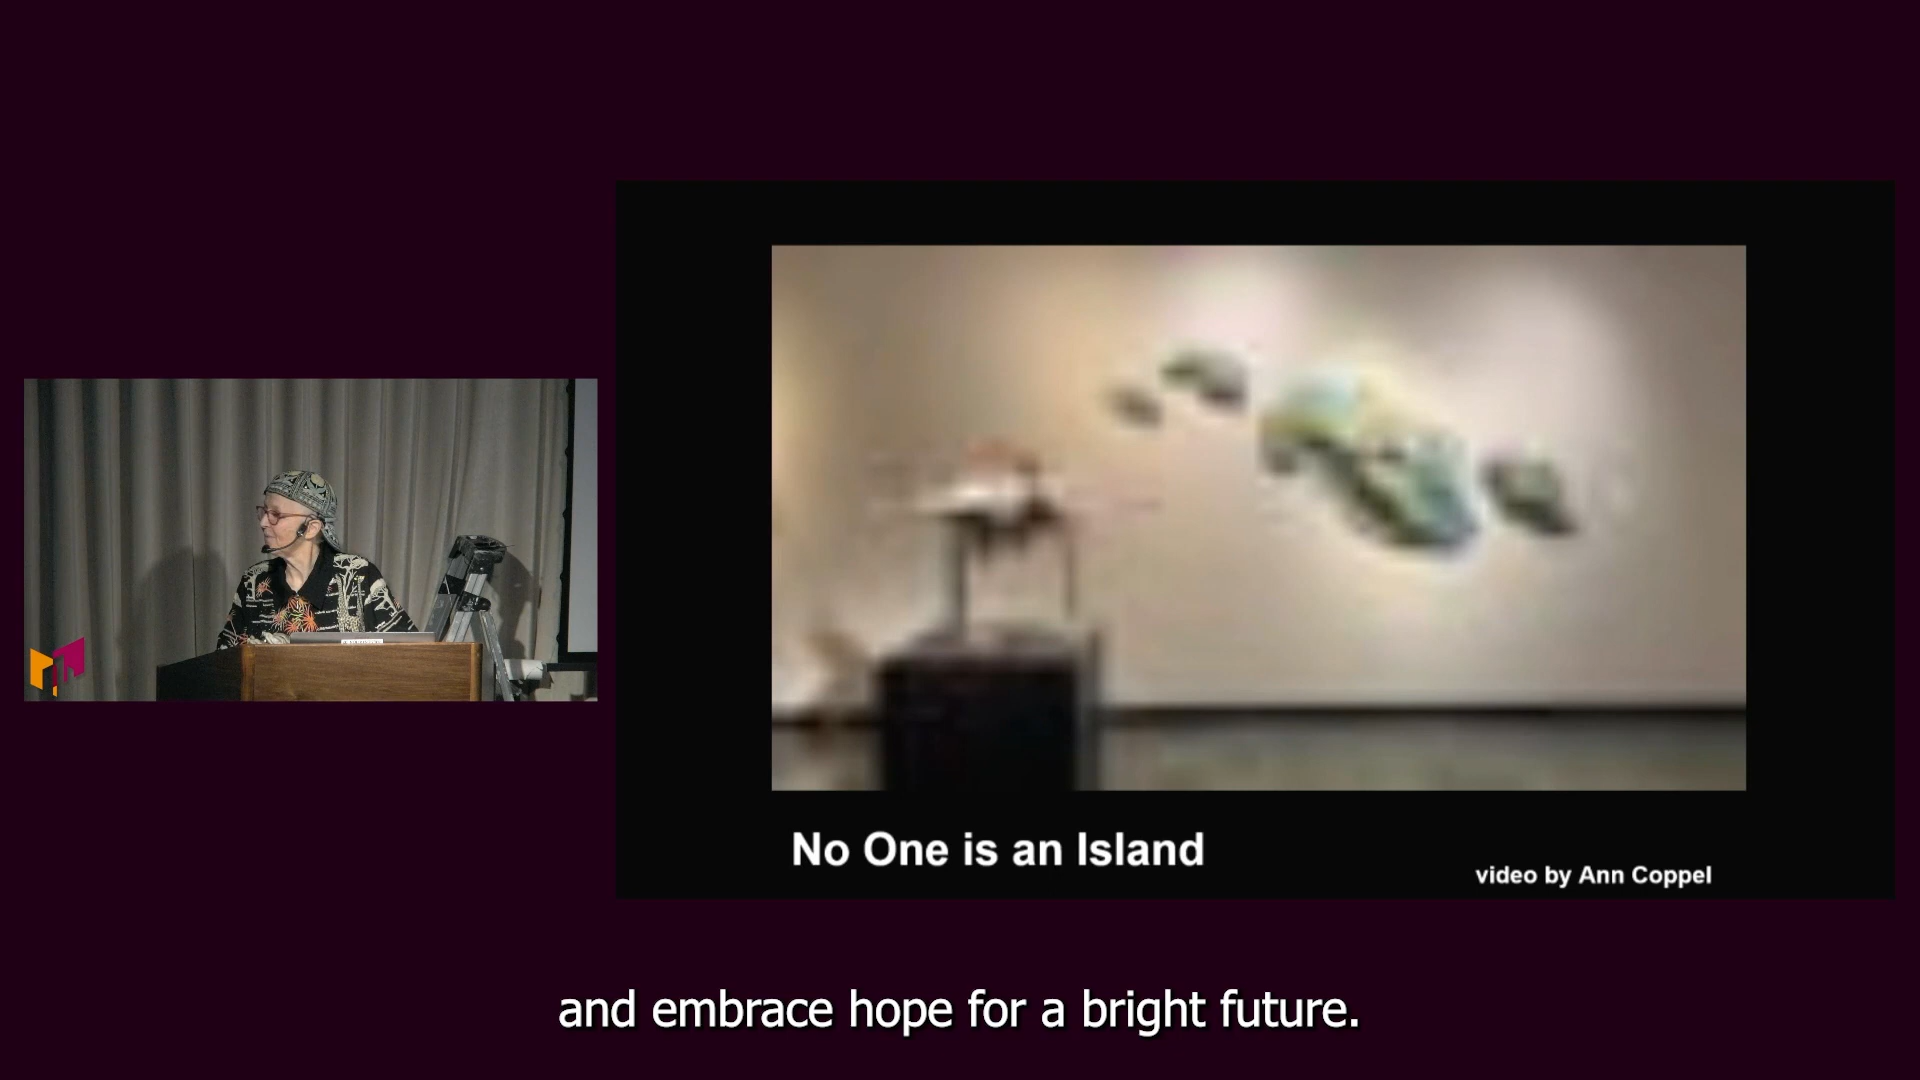 No One is an Island
video by Ann Coppel
and embrace hope for a bright future.